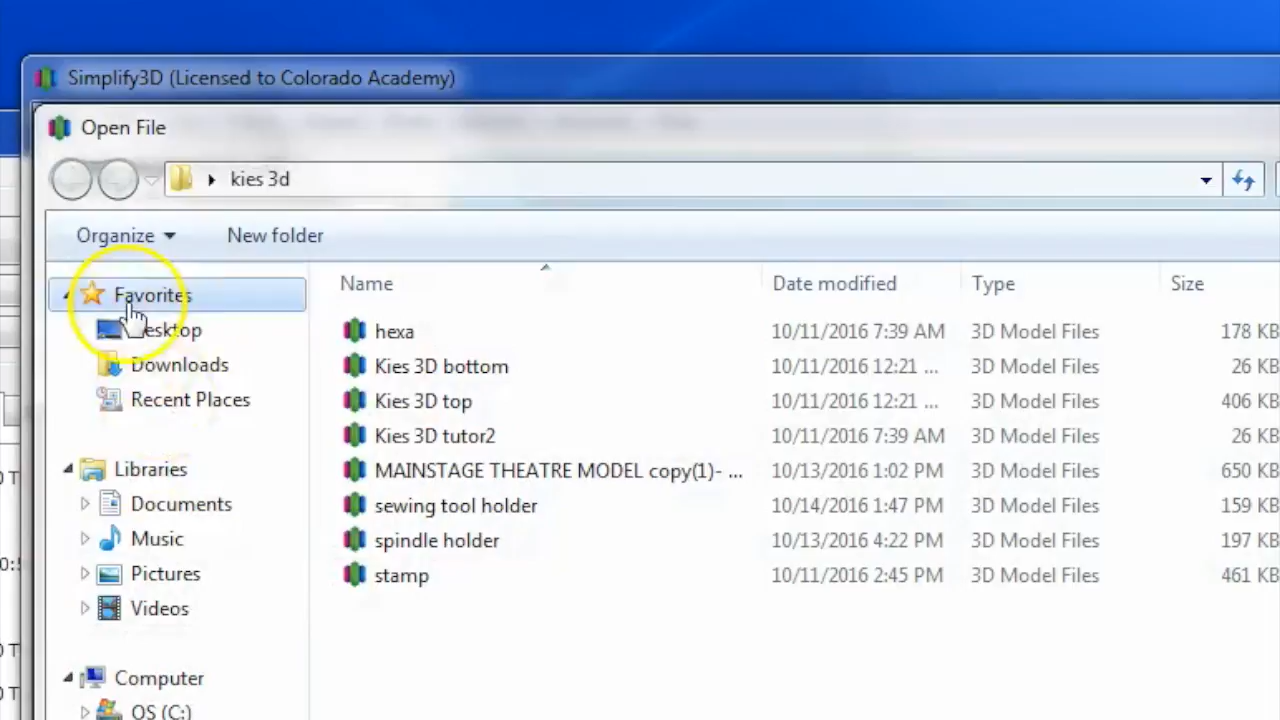 Simplify3D (Licensed to Colorado Academy)
Open File
kies 3d
Organize New folder
Favorites
Desktop
Downloads
Recent Places
Libraries
Documents
Music
Pictures
Videos
Computer
OS (C:)
Name Date modified Type Size
hexa 10/11/2016 7:39 AM 3D Model Files 178 KB
Kies 3D bottom 10/11/2016 12:21 ... 3D Model Files 26 KB
Kies 3D top 10/11/2016 12:21 ... 3D Model Files 406 KB
Kies 3D tutor2 10/11/2016 7:39 AM 3D Model Files 26 KB
MAINSTAGE THEATRE MODEL copy(1)- ... 10/13/2016 1:02 PM 3D Model Files 650 KB
sewing tool holder 10/14/2016 1:47 PM 3D Model Files 159 KB
spindle holder 10/13/2016 4:22 PM 3D Model Files 197 KB
stamp 10/11/2016 2:45 PM 3D Model Files 461 KB